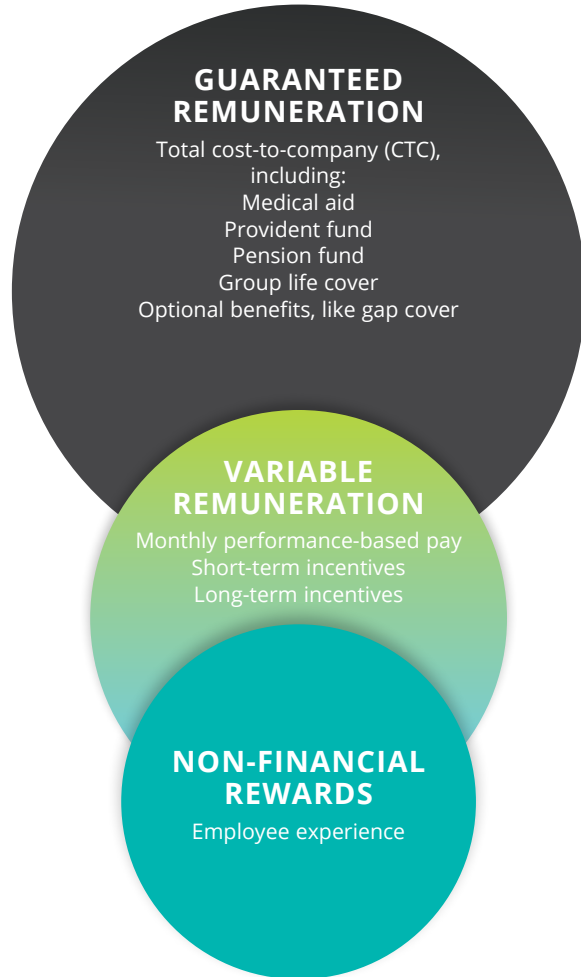 GUARANTEED
REMUNERATION
Total cost-to-company (CTC),
including:
Medical aid
Provident fund
Pension fund
Group life cover
Optional benefits, like gap cover
VARIABLE
REMUNERATION
Monthly performance-based pay
Short-term incentives
Long-term incentives
NON-FINANCIAL
REWARDS
Employee experience